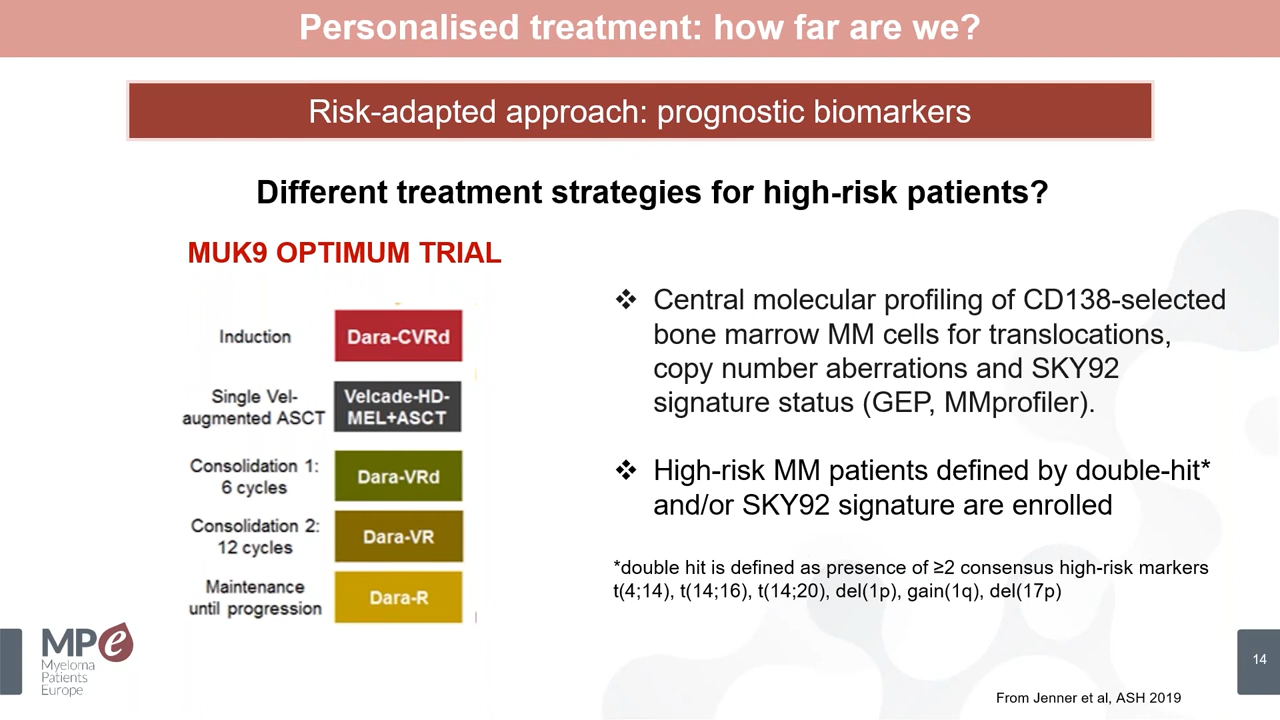 Personalised treatment: how far are we?
Risk-adapted approach: prognostic biomarkers
Different treatment strategies for high-risk patients?
MUK9 OPTIMUM TRIAL
Induction
Dara-CVRd
Single Vel-
augmented ASCT
Velcade-HD-
MEL+ASCT
Consolidation 1:
6 cycles
Dara-VRd
Consolidation 2:
12 cycles
Dara-VR
Maintenance
until progression
Dara-R
❖ Central molecular profiling of CD138-selected
bone marrow MM cells for translocations,
copy number aberrations and SKY92
signature status (GEP, MMprofiler).
❖ High-risk MM patients defined by double-hit*
and/or SKY92 signature are enrolled
*double hit is defined as presence of ≥2 consensus high-risk markers
t(4;14), t(14;16), t(14;20), del(1p), gain(1q), del(17p)
MPe
Myeloma
Patients
Europe
14
From Jenner et al, ASH 2019